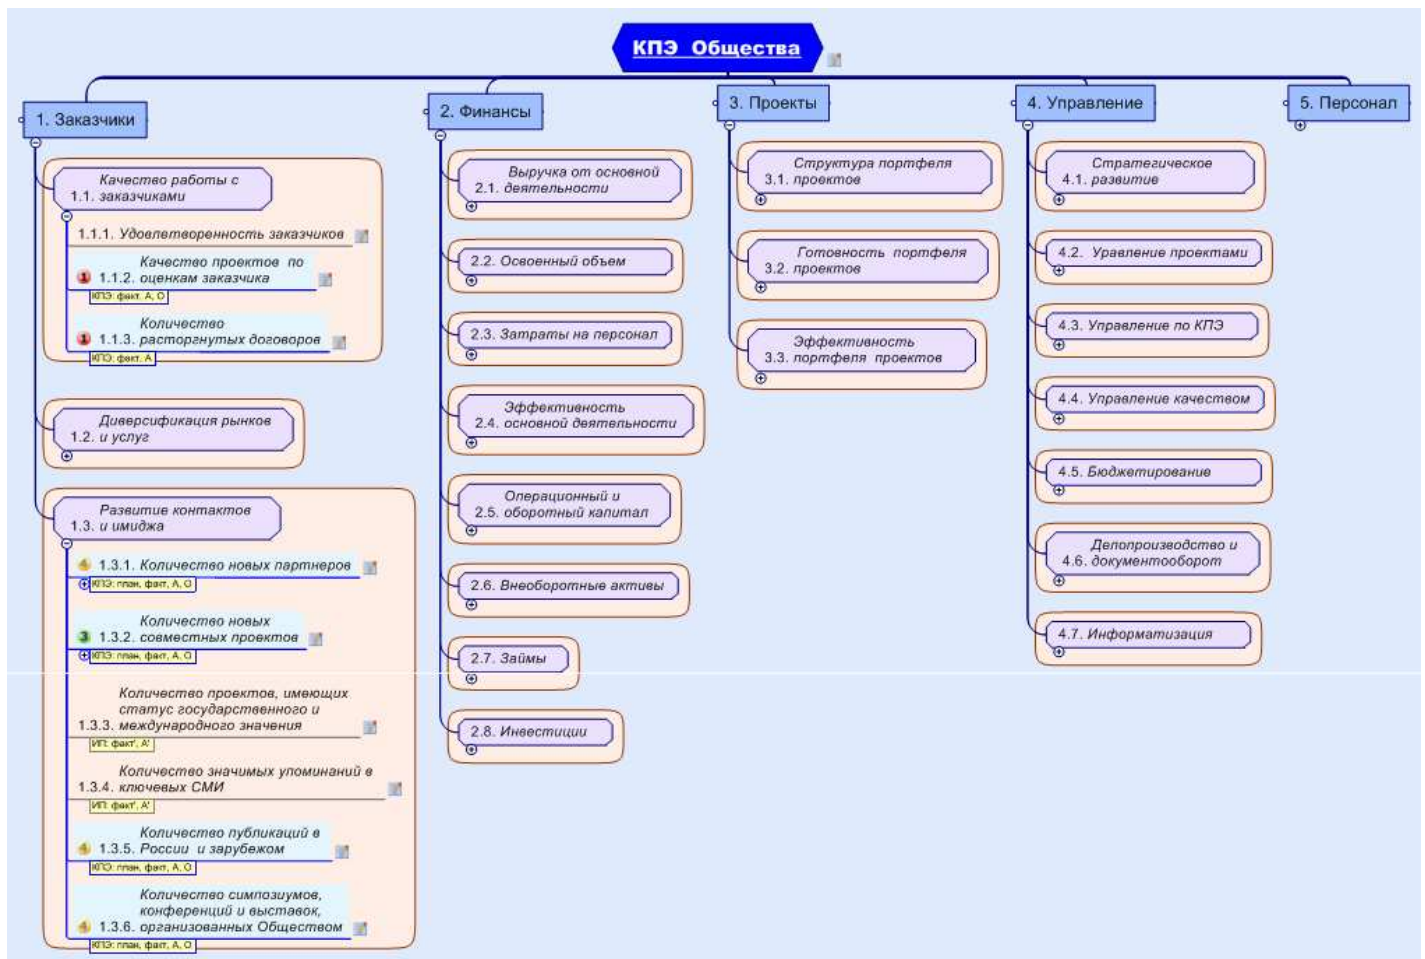 КПЭ Общества
1. Заказчики
Качество работы с
1.1. заказчиками
1.1.1. Удовлетворенность заказчиков
Качество проектов по
1 1.1.2. оценкам заказчика
КПЭ: факт. А, О
Количество
1 1.1.3. расторгнутых договоров
КПЭ: факт. А
Диверсификация рынков
1.2. и услуг
Развитие контактов
1.3. и имиджа
4 1.3.1. Количество новых партнеров
КПЭ: план, факт, А, О
Количество новых
3 1.3.2. совместных проектов
КПЭ: план, факт, А, О
Количество проектов, имеющих
статус государственного и
1.3.3. международного значения
ИП: факт', А'
Количество значимых упоминаний в
1.3.4. ключевых СМИ
ИП: факт', А'
Количество публикаций в
4 1.3.5. России и зарубежом
КПЭ: план, факт, А, О
Количество симпозиумов,
конференций и выставок,
4 1.3.6. организованных Обществом
КПЭ: план, факт, А, О
2. Финансы
Выручка от основной
2.1. деятельности
2.2. Освоенный объем
2.3. Затраты на персонал
Эффективность
2.4. основной деятельности
Операционный и
2.5. оборотный капитал
2.6. Внеоборотные активы
2.7. Займы
2.8. Инвестиции
3. Проекты
Структура портфеля
3.1. проектов
Готовность портфеля
3.2. проектов
Эффективность
3.3. портфеля проектов
4. Управление
Стратегическое
4.1. развитие
4.2. Уравление проектами
4.3. Управление по КПЭ
4.4. Управление качеством
4.5. Бюджетирование
Делопроизводство и
4.6. документооборот
4.7. Информатизация
5. Персонал